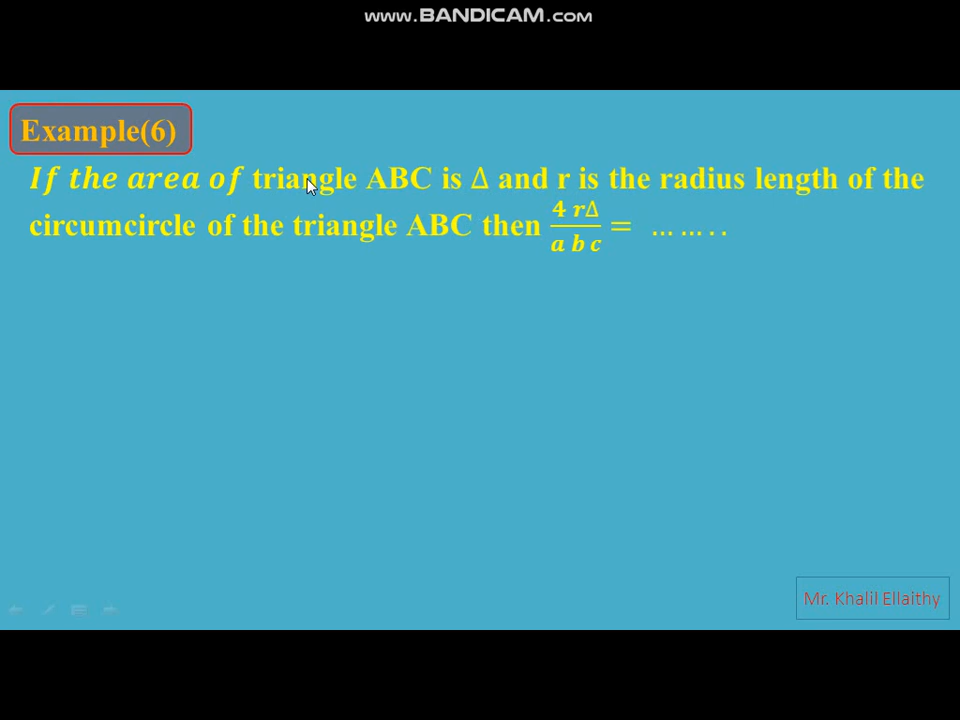 www.BANDICAM.com
Example(6)
If the area of triangle ABC is Δ and r is the radius length of the
circumcircle of the triangle ABC then 4 rΔ / a b c = … … . .
Mr. Khalil Ellaithy